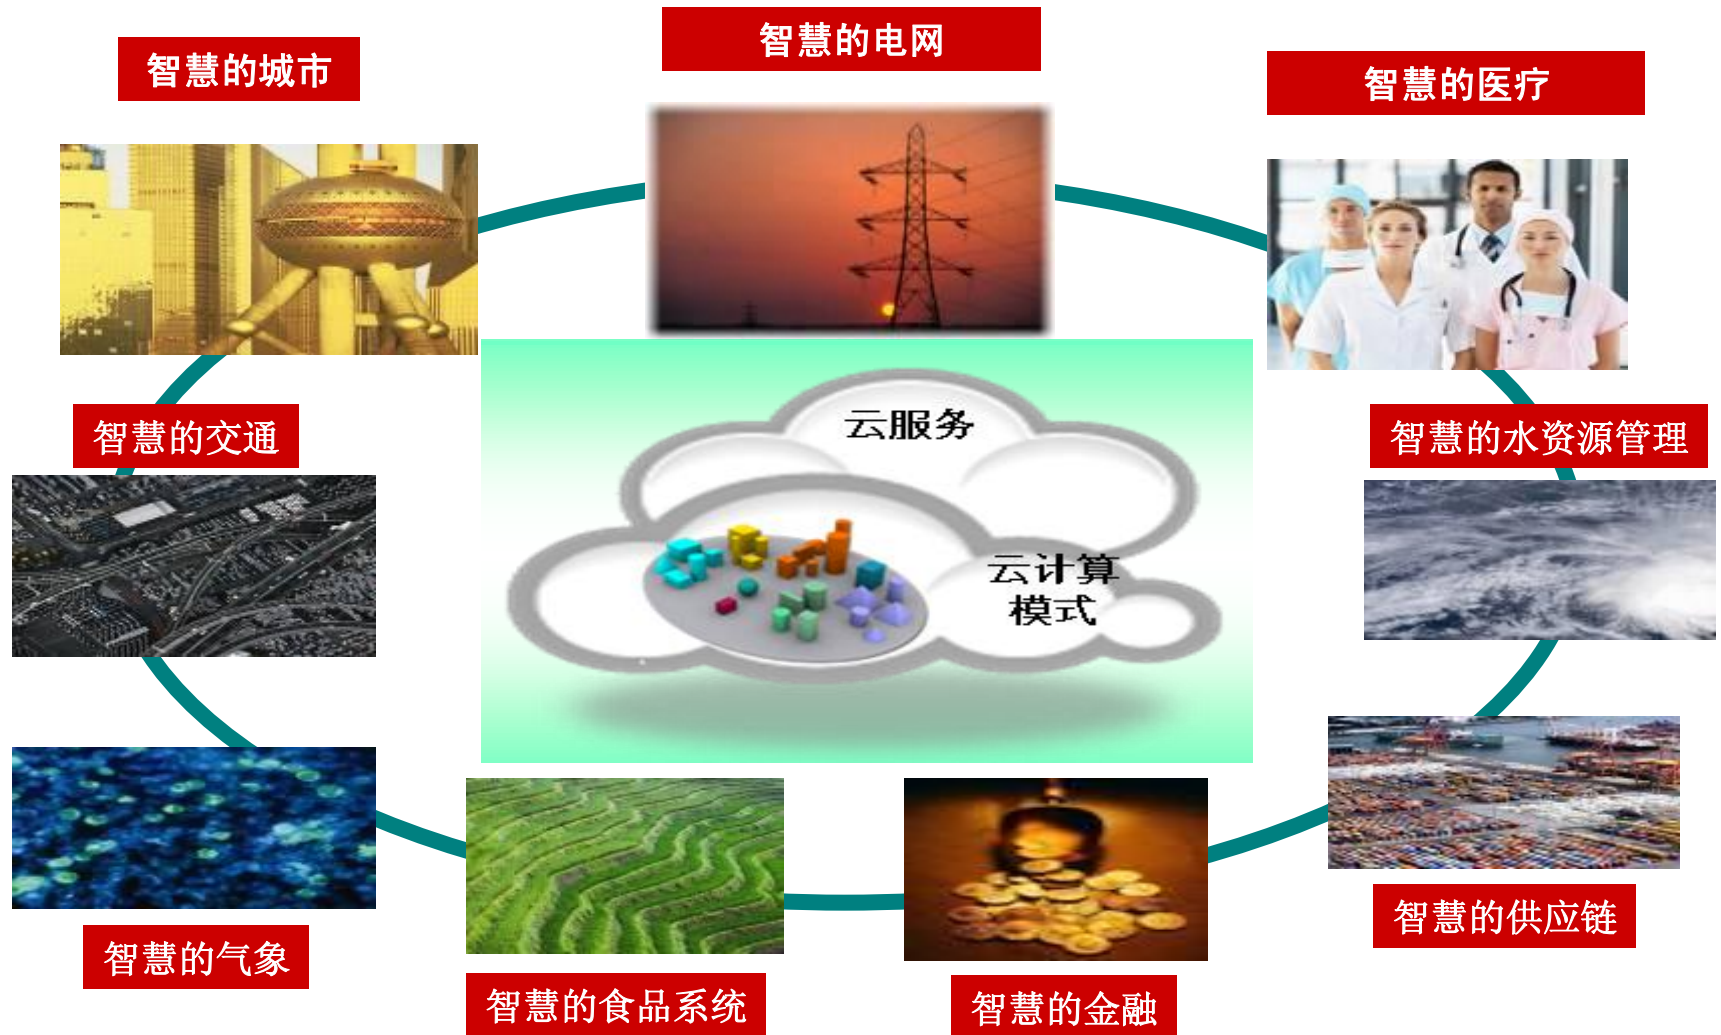 智慧的电网
智慧的城市
智慧的医疗
云服务
智慧的交通
智慧的水资源管理
云计算
模式
智慧的供应链
智慧的气象
智慧的食品系统
智慧的金融